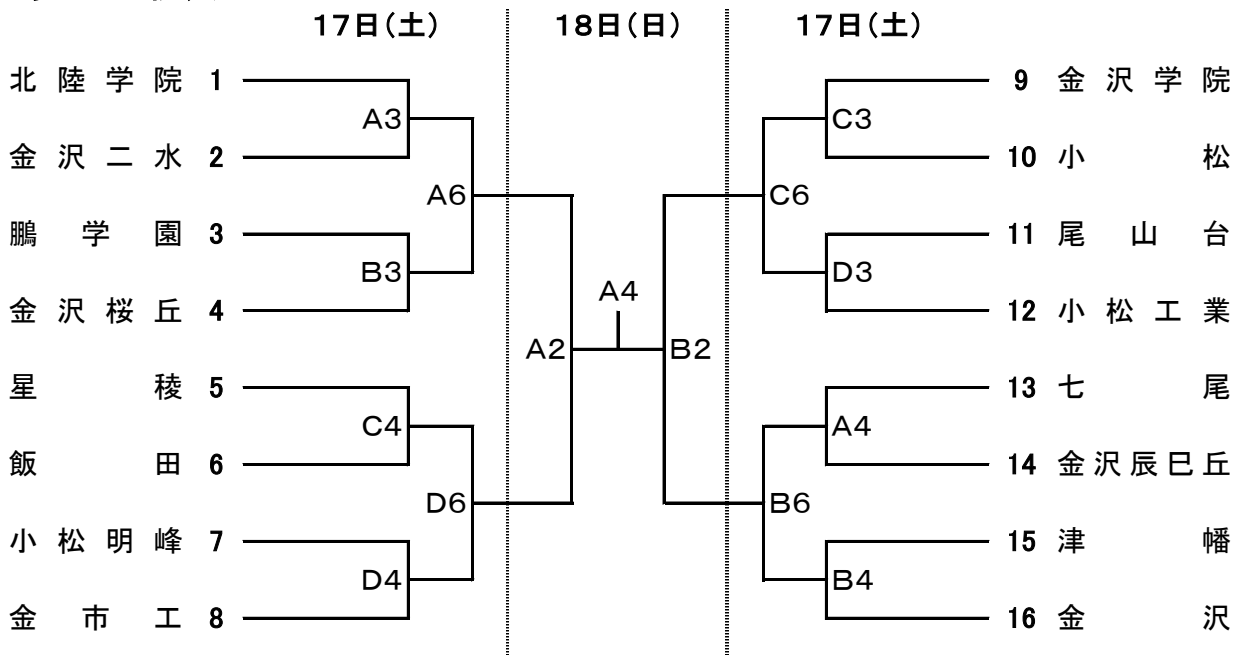 17日(土) 18日(日) 17日(土)
北陸学院 1 9 金沢学院
A3 C3
金沢二水 2 10 小松
A6 C6
鵬学園 3 11 尾山台
B3 D3
A4
金沢桜丘 4 12 小松工業
A2 B2
星稜 5 13 七尾
C4 A4
飯田 6 14 金沢辰巳丘
D6 B6
小松明峰 7 15 津幡
D4 B4
金市工 8 16 金沢